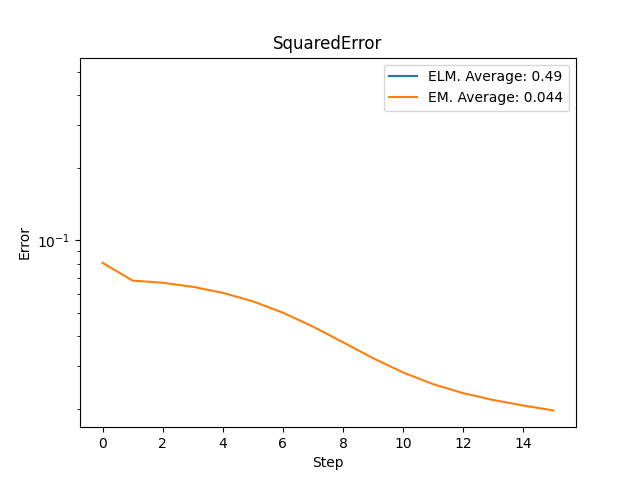 SquaredError
ELM. Average: 0.49
EM. Average: 0.044
Error
10⁻¹
0 2 4 6 8 10 12 14
Step